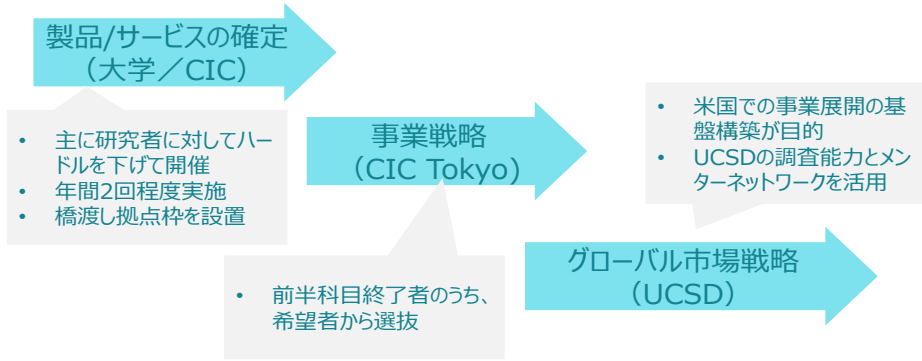 製品/サービスの確定
（大学／CIC）
• 主に研究者に対してハー
ドルを下げて開催
• 年間2回程度実施
• 橋渡し拠点枠を設置
事業戦略
（CIC Tokyo)
• 前半科目終了者のうち、
希望者から選抜
• 米国での事業展開の基
盤構築が目的
• UCSDの調査能力とメン
ターネットワークを活用
グローバル市場戦略
（UCSD）